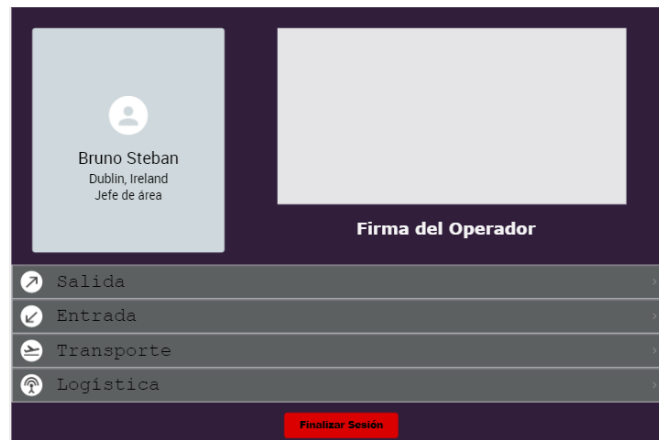 Bruno Steban
Dublin, Ireland
Jefe de área
Firma del Operador
Salida
Entrada
Transporte
Logística
Finalizar Sesión